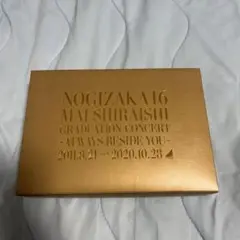 NOGIZAKA46
MAI SHIRAISHI
GRADUATION CONCERT
~ALWAYS BESIDE YOU~
2011.8.21 → 2020.10.28